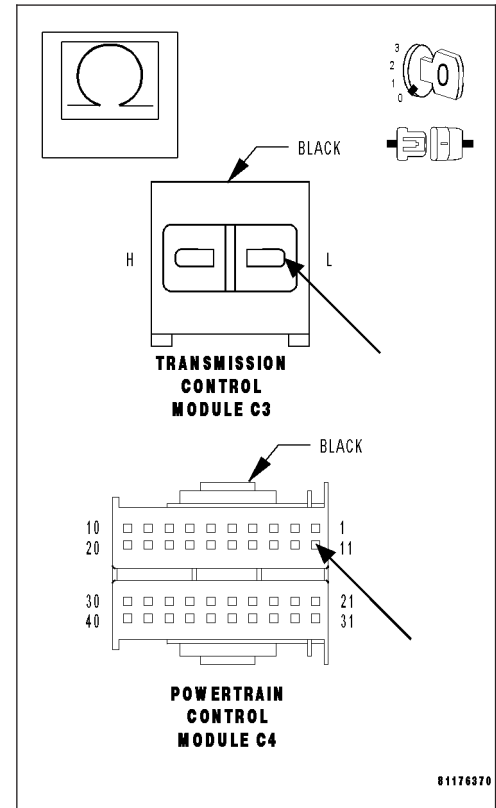 3
2
1
0
BLACK
H L
TRANSMISSION
CONTROL
MODULE C3
BLACK
10 1
20 11
30 21
40 31
POWERTRAIN
CONTROL
MODULE C4
81176370